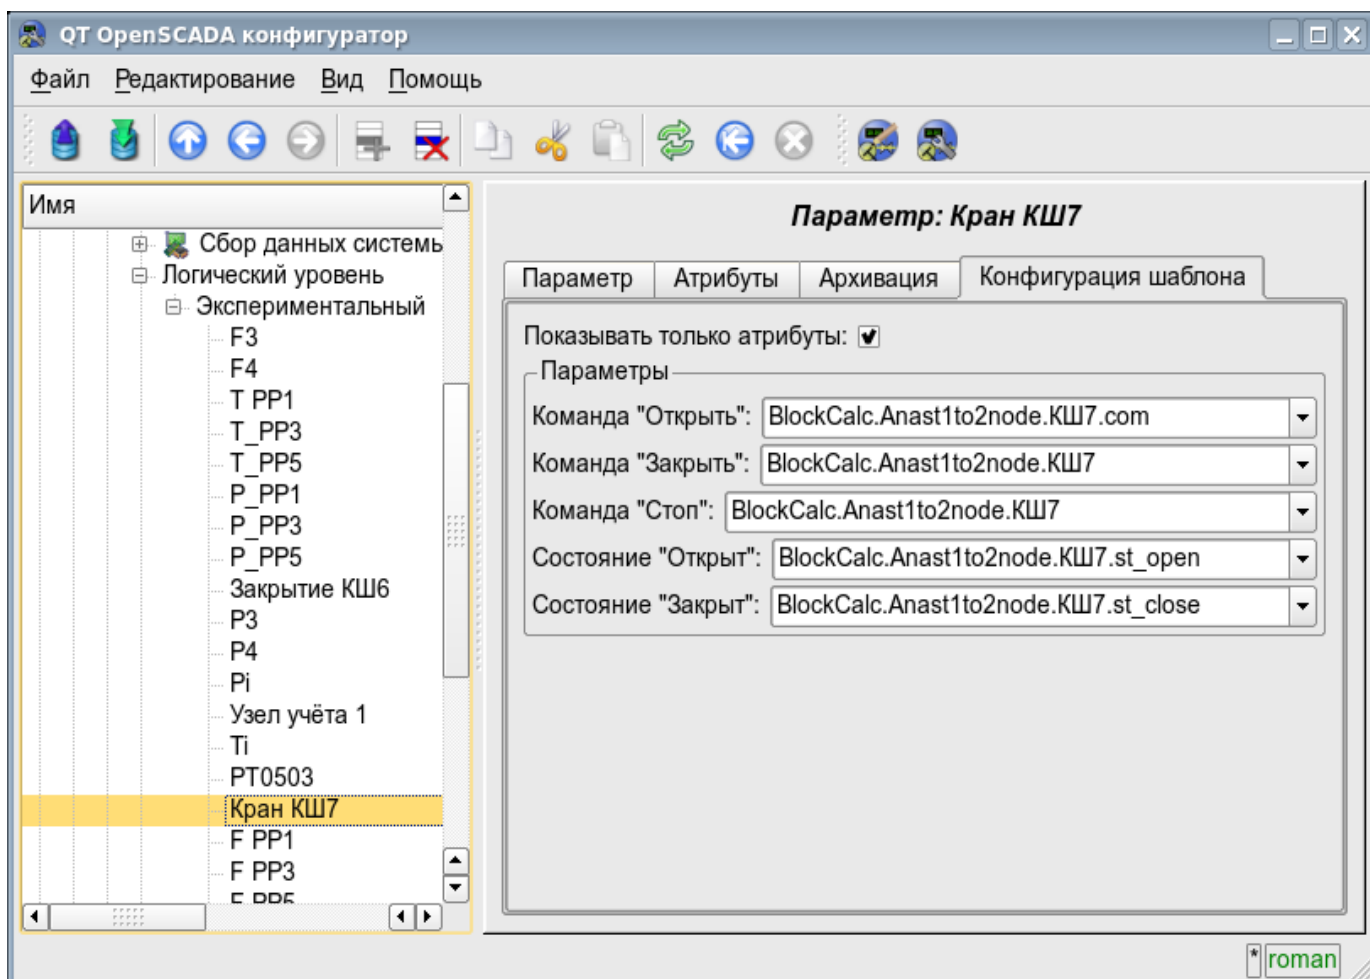 QT OpenSCADA конфигуратор
Файл Редактирование Вид Помощь
Имя
Сбор данных системы
Логический уровень
Экспериментальный
F3
F4
T PP1
T_PP3
T_PP5
P_PP1
P_PP3
P_PP5
Закрытие КШ6
P3
P4
Pi
Узел учёта 1
Ti
PT0503
Кран КШ7
F PP1
F PP3
F PP5
Параметр: Кран КШ7
Параметр Атрибуты Архивация Конфигурация шаблона
Показывать только атрибуты:
Параметры
Команда "Открыть": BlockCalc.Anast1to2node.КШ7.com
Команда "Закрыть": BlockCalc.Anast1to2node.КШ7
Команда "Стоп": BlockCalc.Anast1to2node.КШ7
Состояние "Открыт": BlockCalc.Anast1to2node.КШ7.st_open
Состояние "Закрыт": BlockCalc.Anast1to2node.КШ7.st_close
* roman